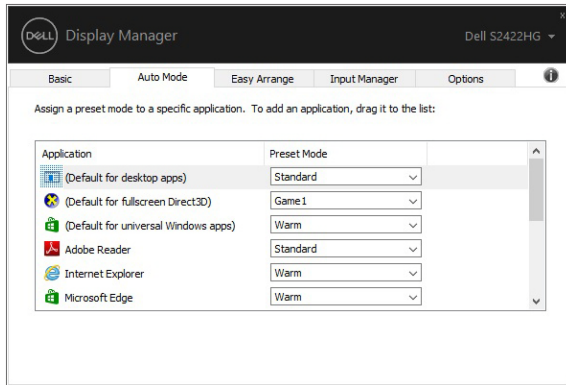 DELL Display Manager Dell S2422HG
Basic Auto Mode Easy Arrange Input Manager Options
Assign a preset mode to a specific application. To add an application, drag it to the list:
Application Preset Mode
(Default for desktop apps) Standard
(Default for fullscreen Direct3D) Game1
(Default for universal Windows apps) Warm
Adobe Reader Standard
Internet Explorer Warm
Microsoft Edge Warm